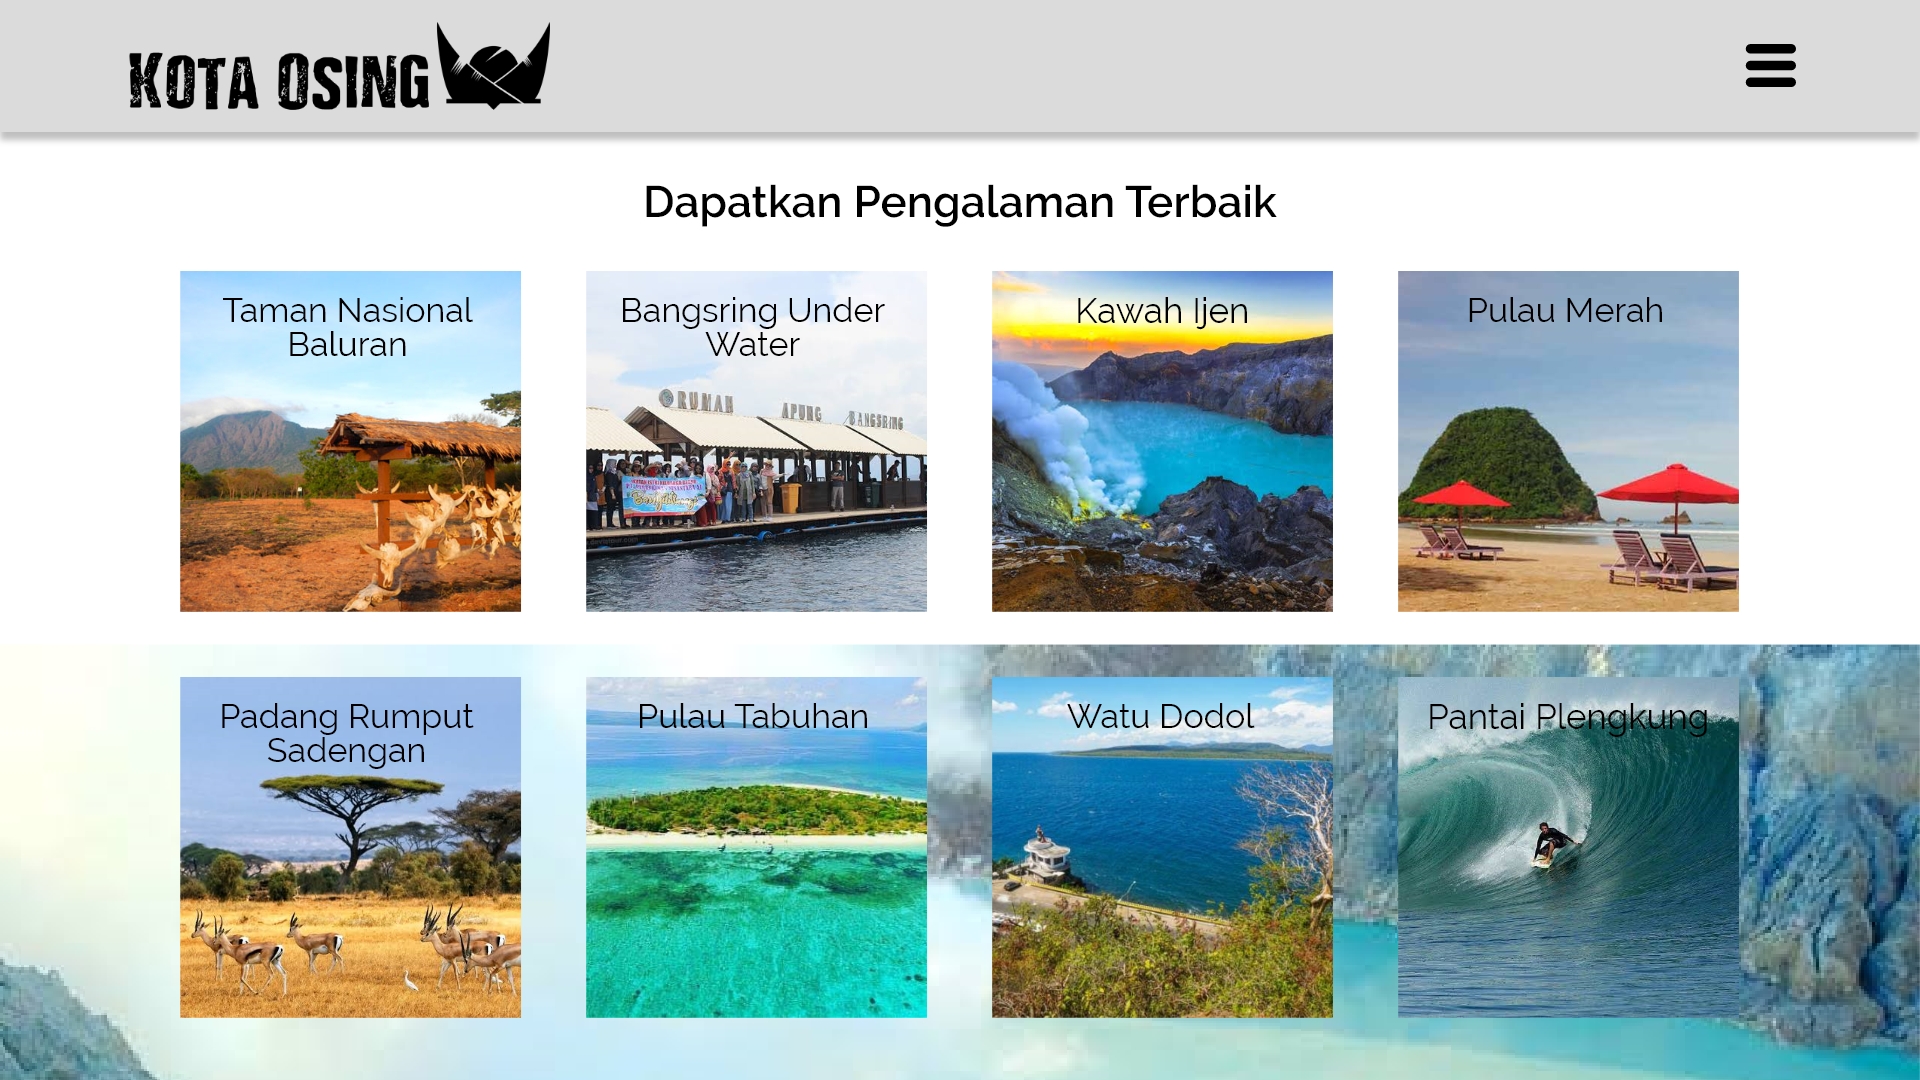 KOTA OSING
Dapatkan Pengalaman Terbaik
Taman Nasional
Baluran
Bangsring Under
Water
Kawah Ijen
Pulau Merah
RUMAH APUNG BANGSRING
Padang Rumput
Sadengan
Pulau Tabuhan
Watu Dodol
Pantai Plengkung